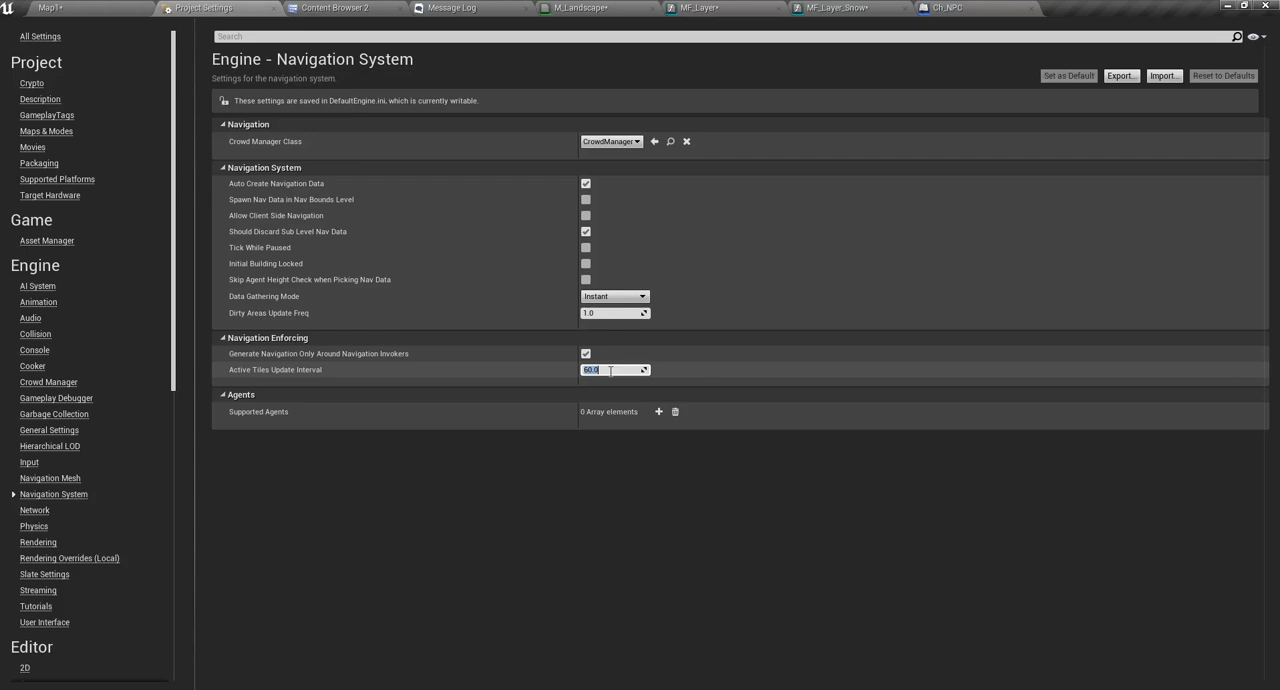 Map1*
Project Settings
Content Browser 2
Message Log
M_Landscape*
MF_Layer*
MF_Layer_Snow*
Ch_NPC
All Settings
Project
Crypto
Description
GameplayTags
Maps & Modes
Movies
Packaging
Supported Platforms
Target Hardware
Game
Asset Manager
Engine
AI System
Animation
Audio
Collision
Console
Cooker
Crowd Manager
Gameplay Debugger
Garbage Collection
General Settings
Hierarchical LOD
Input
Navigation Mesh
Navigation System
Network
Physics
Rendering
Rendering Overrides (Local)
Slate Settings
Streaming
Tutorials
User Interface
Editor
2D
Search
Engine - Navigation System
Settings for the navigation system.
Set as Default
Export...
Import...
Reset to Defaults
These settings are saved in DefaultEngine.ini, which is currently writable.
Navigation
Crowd Manager Class
CrowdManager
Navigation System
Auto Create Navigation Data
Spawn Nav Data in Nav Bounds Level
Allow Client Side Navigation
Should Discard Sub Level Nav Data
Tick While Paused
Initial Building Locked
Skip Agent Height Check when Picking Nav Data
Data Gathering Mode
Instant
Dirty Areas Update Freq
1.0
Navigation Enforcing
Generate Navigation Only Around Navigation Invokers
Active Tiles Update Interval
60.0
Agents
Supported Agents
0 Array elements